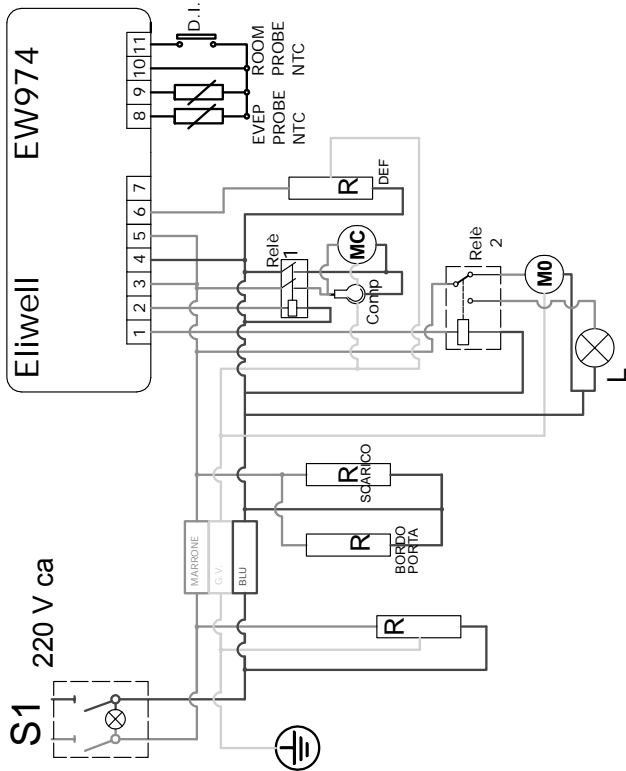 Eliwell EW974
1 2 3 4 5 6 7 8 9 10 11
D.I.
EVEP
PROBE
NTC
ROOM
PROBE
NTC
R
DEF
Relè
1
MC
Comp
Relè
2
M0
L
MARRONE
G.V.
BLU
R
SCARICO
R
BORDO
PORTA
R
S1
220 V ca